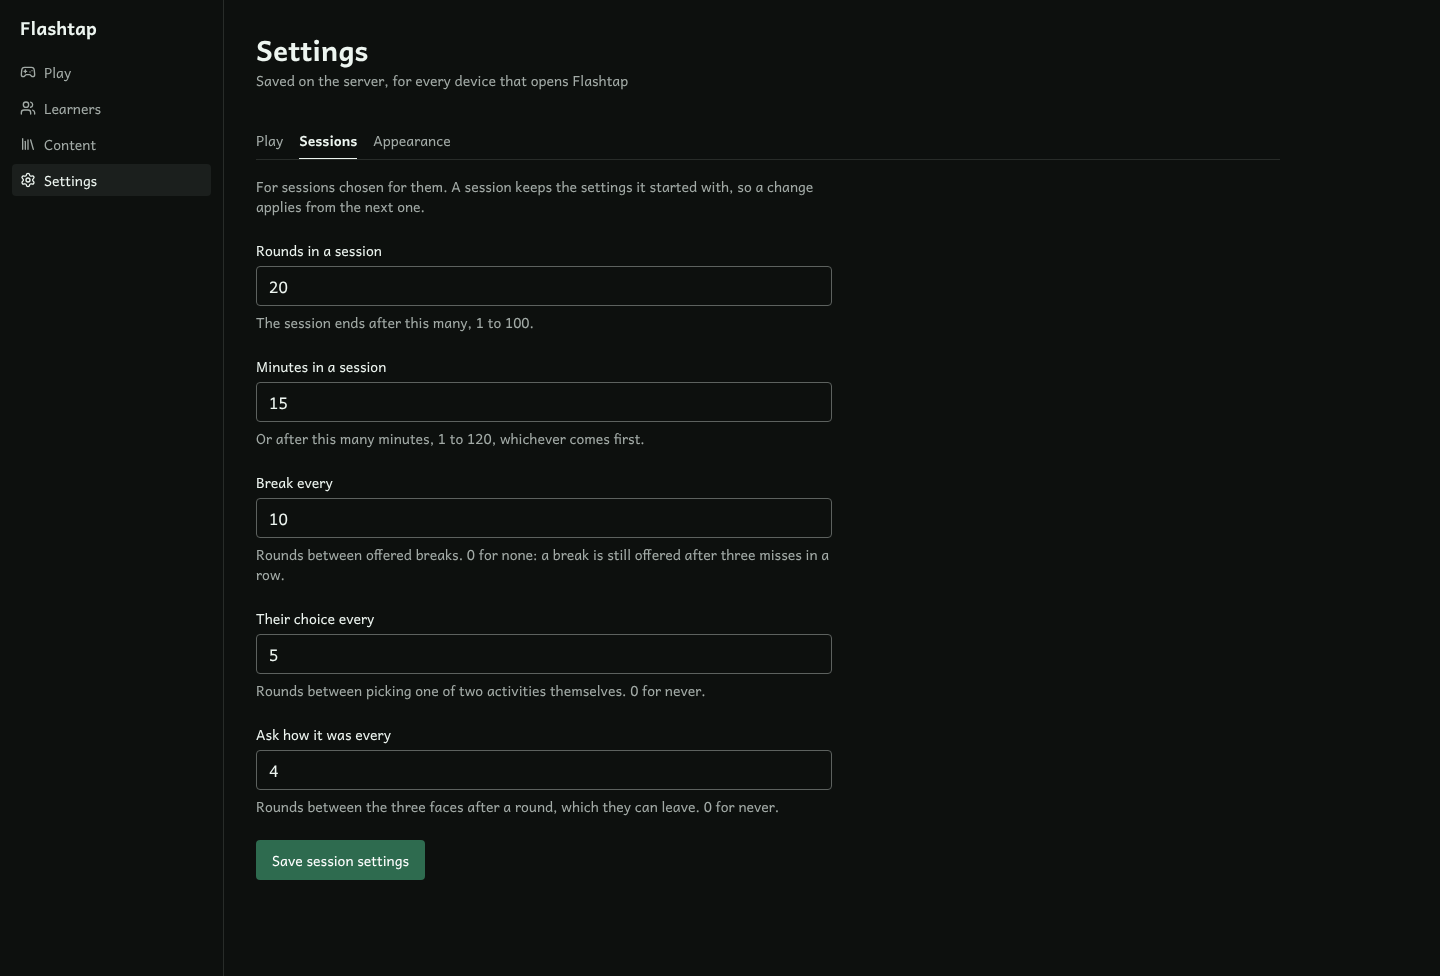 Flashtap
Play
Learners
Content
Settings
Settings
Saved on the server, for every device that opens Flashtap
Play
Sessions
Appearance
For sessions chosen for them. A session keeps the settings it started with, so a change
applies from the next one.
Rounds in a session
20
The session ends after this many, 1 to 100.
Minutes in a session
15
Or after this many minutes, 1 to 120, whichever comes first.
Break every
10
Rounds between offered breaks. 0 for none: a break is still offered after three misses in a
row.
Their choice every
5
Rounds between picking one of two activities themselves. 0 for never.
Ask how it was every
4
Rounds between the three faces after a round, which they can leave. 0 for never.
Save session settings